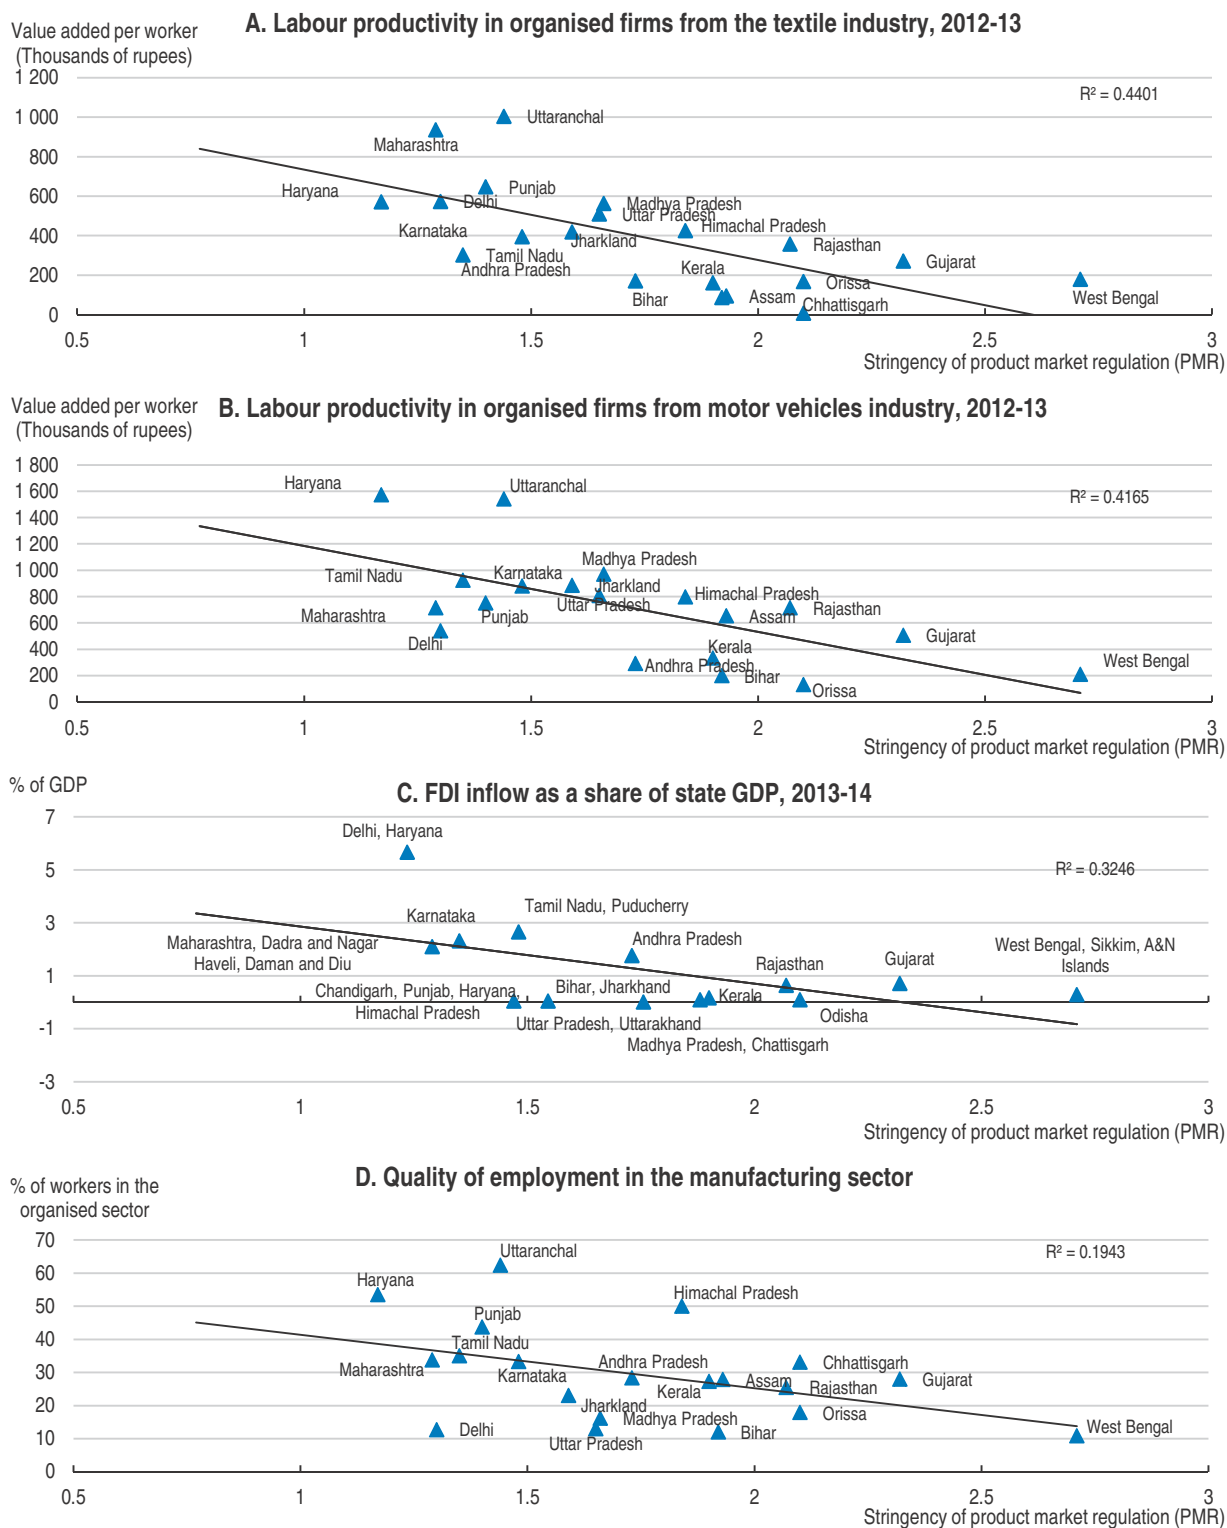 A. Labour productivity in organised firms from the textile industry, 2012-13
Value added per worker
(Thousands of rupees)
1 200
1 000
800
600
400
200
0
R² = 0.4401
Uttaranchal
Maharashtra
Haryana
Punjab
Delhi
Madhya Pradesh
Uttar Pradesh
Himachal Pradesh
Karnataka
Jharkland
Rajasthan
Tamil Nadu
Andhra Pradesh
Kerala
Gujarat
Bihar
Assam
Orissa
Chhattisgarh
West Bengal
0.5
1
1.5
2
2.5
3
Stringency of product market regulation (PMR)
B. Labour productivity in organised firms from motor vehicles industry, 2012-13
Value added per worker
(Thousands of rupees)
1 800
1 600
1 400
1 200
1 000
800
600
400
200
0
R² = 0.4165
Haryana
Uttaranchal
Madhya Pradesh
Tamil Nadu
Karnataka
Jharkland
Uttar Pradesh
Himachal Pradesh
Maharashtra
Punjab
Assam
Rajasthan
Delhi
Gujarat
Kerala
Andhra Pradesh
Bihar
Orissa
West Bengal
0.5
1
1.5
2
2.5
3
Stringency of product market regulation (PMR)
C. FDI inflow as a share of state GDP, 2013-14
% of GDP
7
5
3
1
-1
-3
R² = 0.3246
Delhi, Haryana
Karnataka
Tamil Nadu, Puducherry
Maharashtra, Dadra and Nagar
Haveli, Daman and Diu
Andhra Pradesh
Rajasthan
Gujarat
West Bengal, Sikkim, A&N
Islands
Chandigarh, Punjab, Haryana,
Himachal Pradesh
Bihar, Jharkhand
Kerala
Uttar Pradesh, Uttarakhand
Odisha
Madhya Pradesh, Chattisgarh
0.5
1
1.5
2
2.5
3
Stringency of product market regulation (PMR)
D. Quality of employment in the manufacturing sector
% of workers in the
organised sector
70
60
50
40
30
20
10
0
R² = 0.1943
Uttaranchal
Haryana
Himachal Pradesh
Punjab
Tamil Nadu
Maharashtra
Karnataka
Andhra Pradesh
Chhattisgarh
Kerala
Assam
Rajasthan
Gujarat
Jharkland
Madhya Pradesh
Orissa
Delhi
Uttar Pradesh
Bihar
West Bengal
0.5
1
1.5
2
2.5
3
Stringency of product market regulation (PMR)